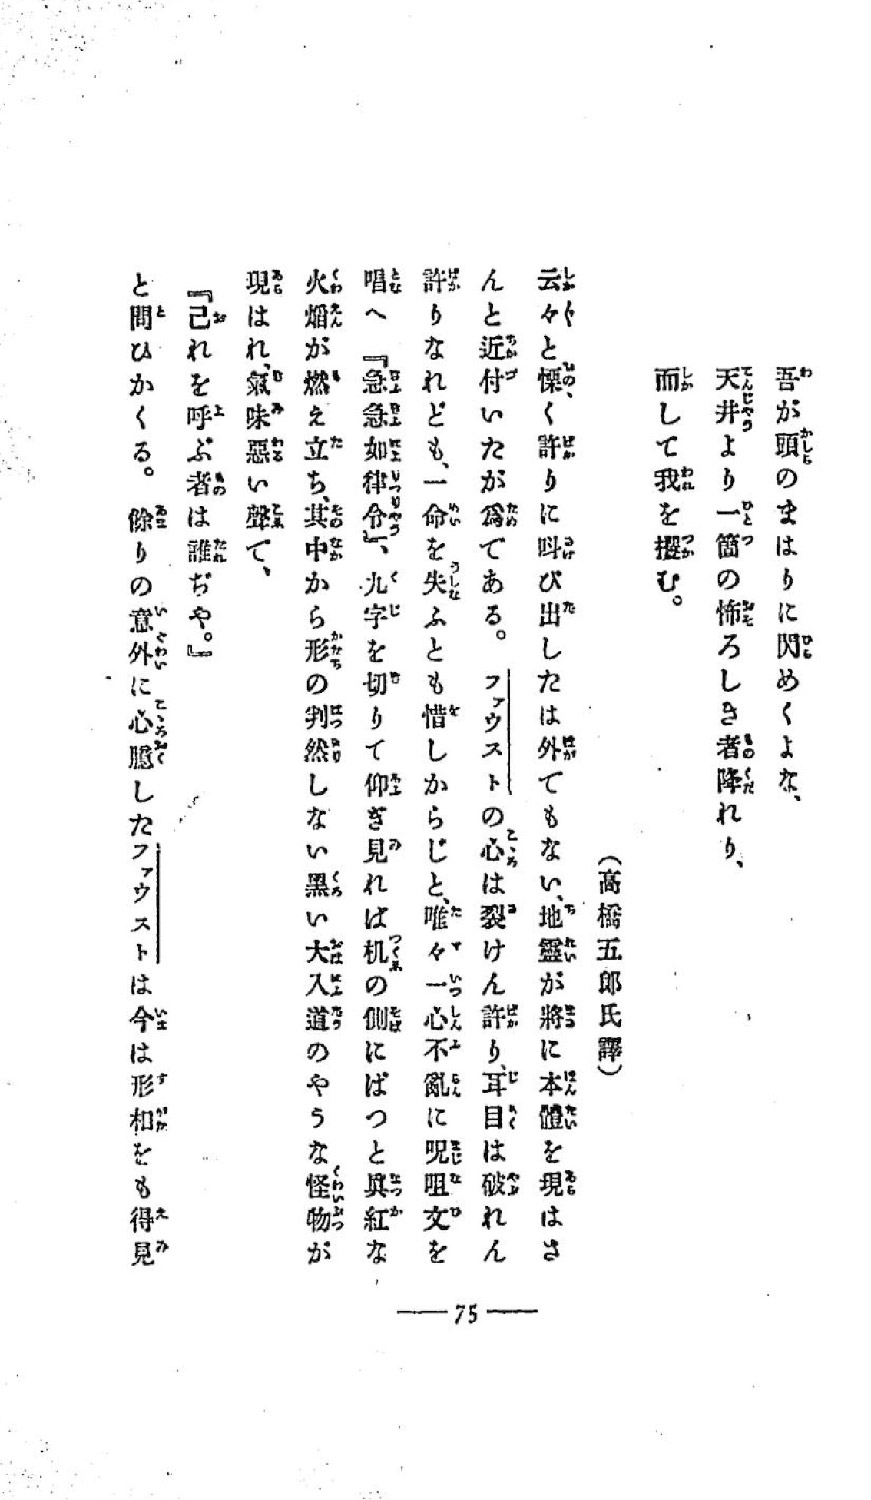 吾が頭のまはりに閃めくよな、
天井より一箇の怖ろしき者降れり、
而して我を摑む。
（高橋五郎氏譯）
云々と慄く許りに叫び出したは外でもない、地靈が將に本體を現はさ
んと近付いたが爲である。ファウストの心は裂けん許り、耳目は破れん
許りなれども、一命を失ふとも惜しからじと、唯々一心不亂に呪咀文を
唱へ『急急如律令』、九字を切りて仰ぎ見れば机の側にぱつと眞紅な
火焔が燃え立ち、其中から形の判然しない黑い大入道のやうな怪物が
現はれ、氣味惡い聲で、
『己れを呼ぶ者は誰ぢや。』
と問ひかくる。餘りの意外に心臆したファウストは今は形相をも得見
75